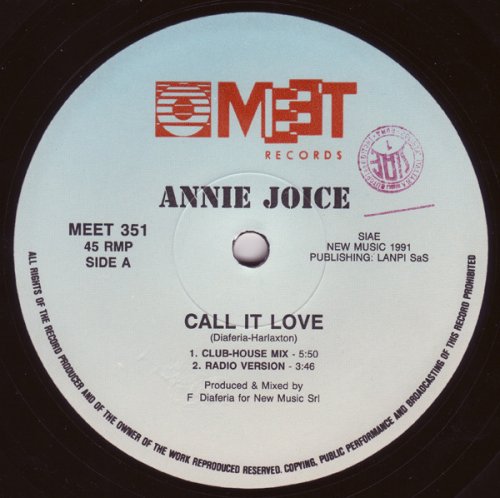 MEET
RECORDS
ANNIE JOICE
MEET 351
45 RMP
SIDE A
SIAE
NEW MUSIC 1991
PUBLISHING: LANPI SaS
CALL IT LOVE
(Diaferia-Harlaxton)
1. CLUB-HOUSE MIX - 5:50
2. RADIO VERSION - 3:46
Produced & Mixed by
F Diaferia for New Music Srl
ALL RIGHTS OF THE RECORD PRODUCER AND OF THE OWNER OF THE WORK REPRODUCED RESERVED. COPYING, PUBLIC PERFORMANCE AND BROADCASTING OF THIS RECORD PROHIBITED